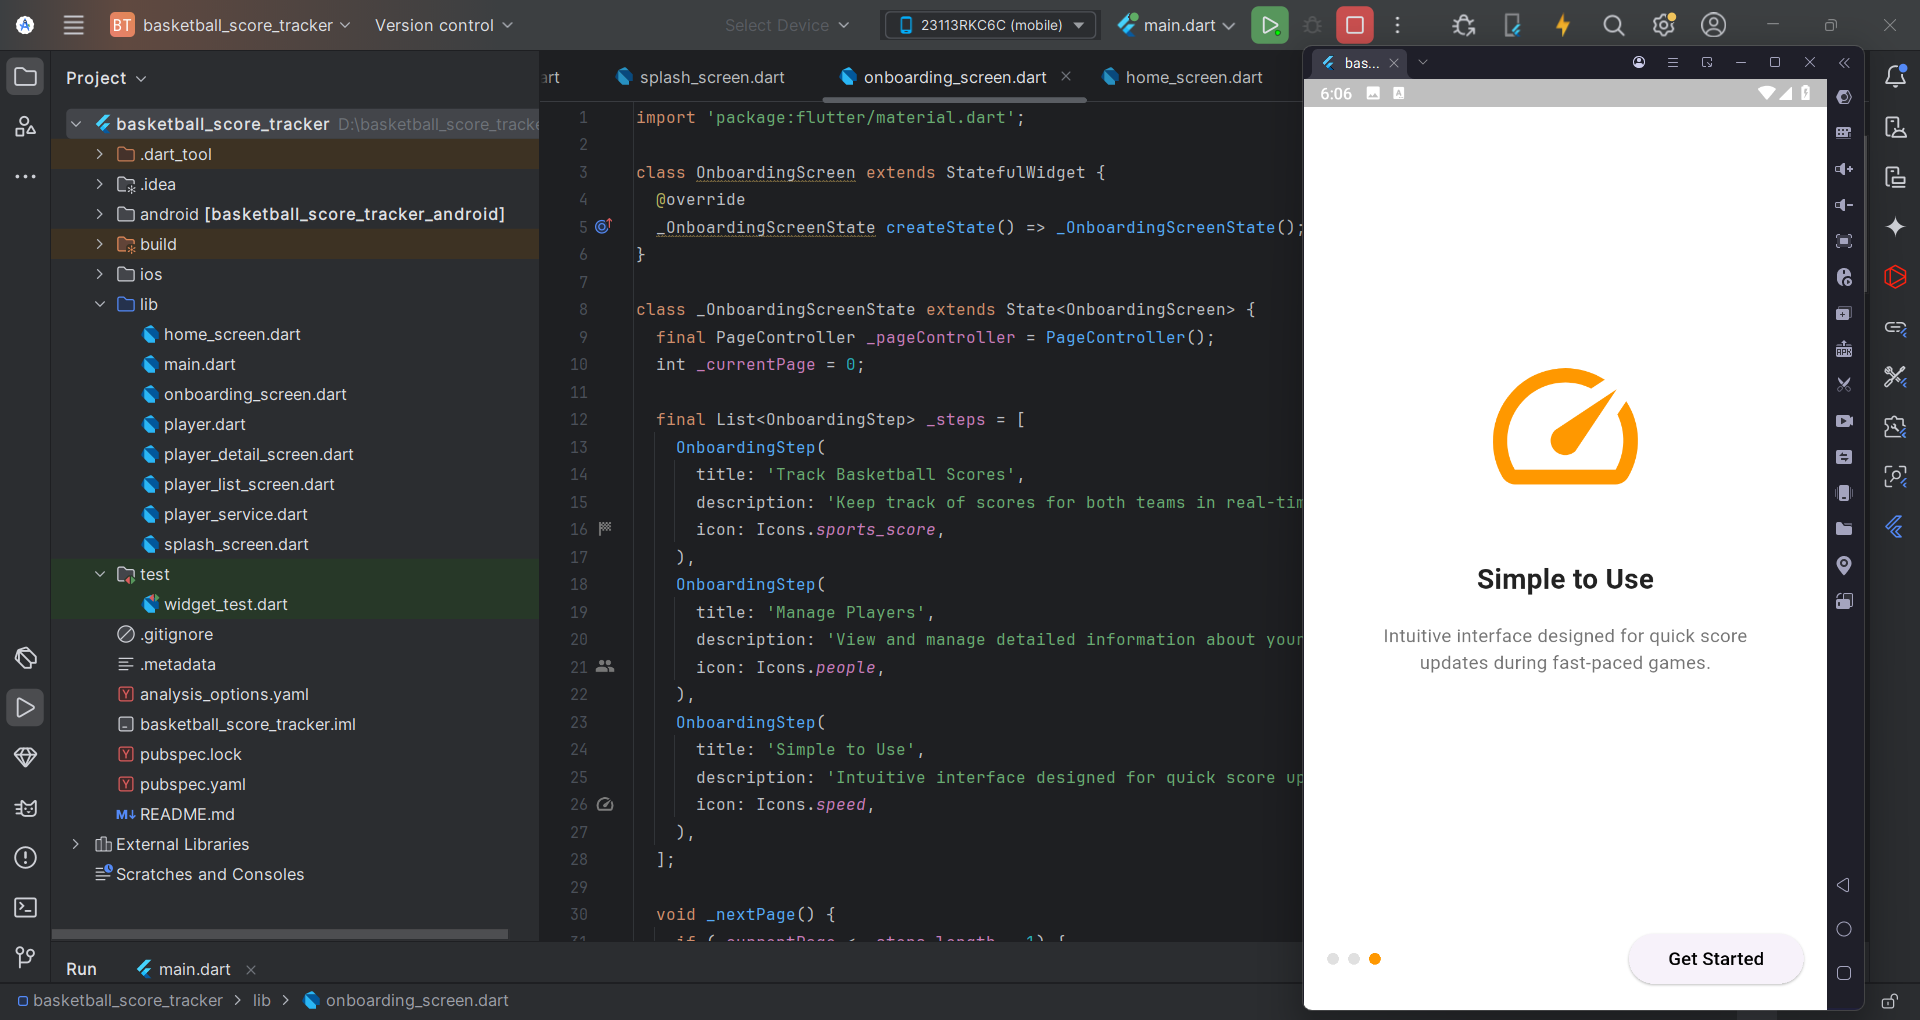 BT basketball_score_tracker
Version control
Select Device
23113RKC6C (mobile)
main.dart
Project
basketball_score_tracker D:\basketball_score_tracke
.dart_tool
.idea
android [basketball_score_tracker_android]
build
ios
lib
home_screen.dart
main.dart
onboarding_screen.dart
player.dart
player_detail_screen.dart
player_list_screen.dart
player_service.dart
splash_screen.dart
test
widget_test.dart
.gitignore
.metadata
analysis_options.yaml
basketball_score_tracker.iml
pubspec.lock
pubspec.yaml
M↓ README.md
External Libraries
Scratches and Consoles
art
splash_screen.dart
onboarding_screen.dart
home_screen.dart
1 import 'package:flutter/material.dart';
2
3 class OnboardingScreen extends StatefulWidget {
4 @override
5 _OnboardingScreenState createState() => _OnboardingScreenState();
6 }
7
8 class _OnboardingScreenState extends State<OnboardingScreen> {
9 final PageController _pageController = PageController();
10 int _currentPage = 0;
11
12 final List<OnboardingStep> _steps = [
13 OnboardingStep(
14 title: 'Track Basketball Scores',
15 description: 'Keep track of scores for both teams in real-tim
16 icon: Icons.sports_score,
17 ),
18 OnboardingStep(
19 title: 'Manage Players',
20 description: 'View and manage detailed information about your
21 icon: Icons.people,
22 ),
23 OnboardingStep(
24 title: 'Simple to Use',
25 description: 'Intuitive interface designed for quick score up
26 icon: Icons.speed,
27 ),
28 ];
29
30 void _nextPage() {
31 if (_currentPage < _steps.length - 1) {
bas...
6:06
Simple to Use
Intuitive interface designed for quick score
updates during fast-paced games.
Get Started
APK
Run
main.dart
basketball_score_tracker > lib > onboarding_screen.dart